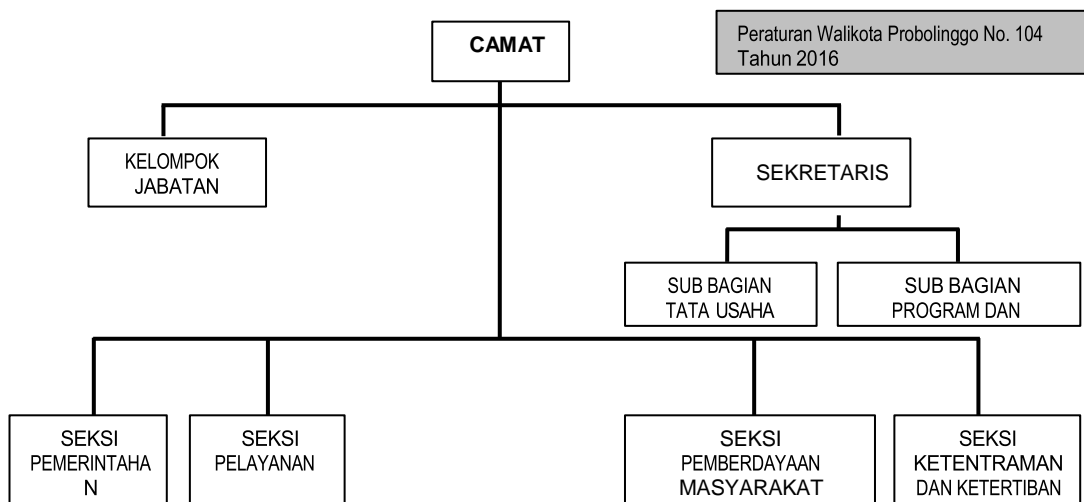 CAMAT
Peraturan Walikota Probolinggo No. 104
Tahun 2016
KELOMPOK
JABATAN
SEKRETARIS
SUB BAGIAN
TATA USAHA
SUB BAGIAN
PROGRAM DAN
SEKSI
PEMERINTAHA
N
SEKSI
PELAYANAN
SEKSI
PEMBERDAYAAN
MASYARAKAT
SEKSI
KETENTRAMAN
DAN KETERTIBAN